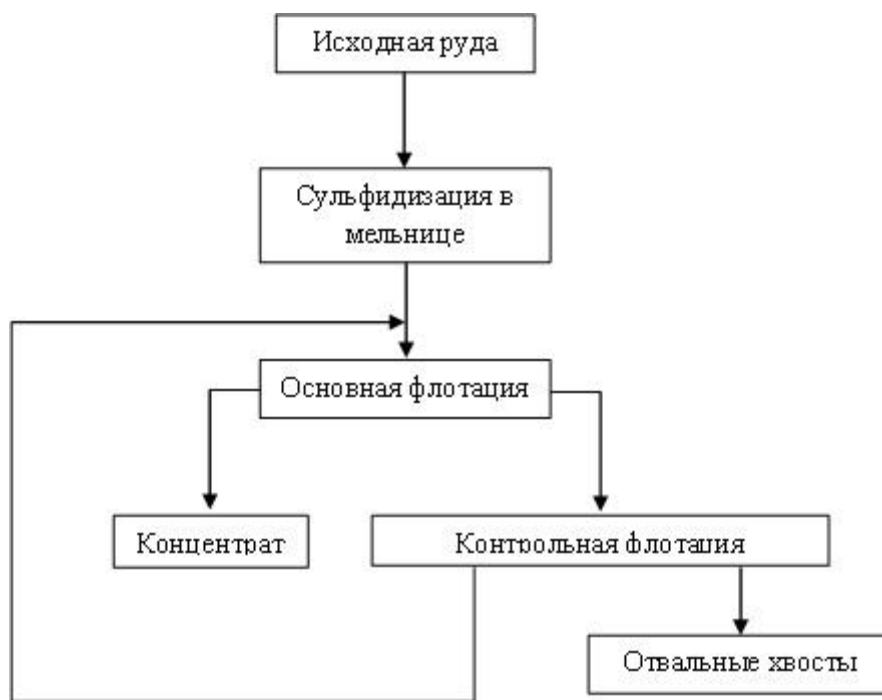 Исходная руда
Сульфидизация в
мельнице
Основная флотация
Концентрат
Контрольная флотация
Отвальные хвосты